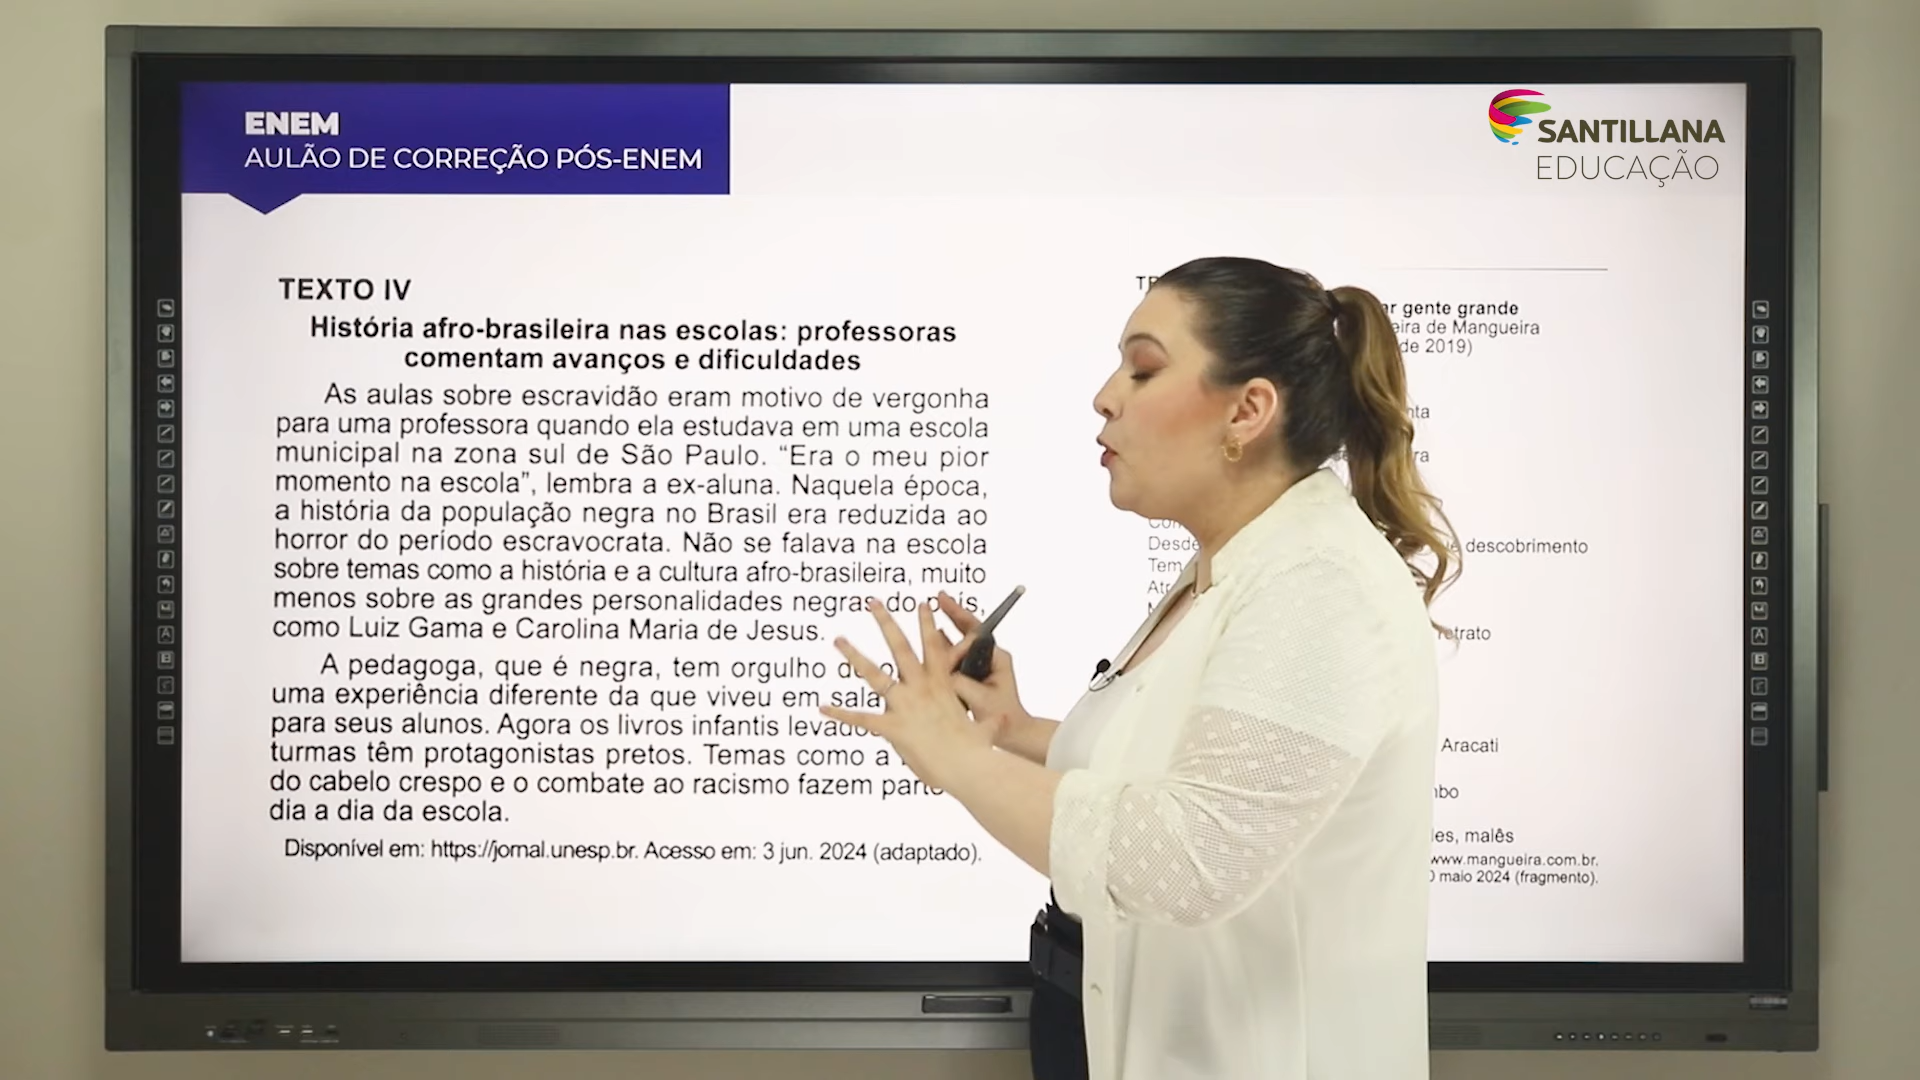 ENEM
AULÃO DE CORREÇÃO PÓS-ENEM
SANTILLANA
EDUCAÇÃO
TEXTO IV
História afro-brasileira nas escolas: professoras
comentam avanços e dificuldades
As aulas sobre escravidão eram motivo de vergonha
para uma professora quando ela estudava em uma escola
municipal na zona sul de São Paulo. “Era o meu pior
momento na escola”, lembra a ex-aluna. Naquela época,
a história da população negra no Brasil era reduzida ao
horror do período escravocrata. Não se falava na escola
sobre temas como a história e a cultura afro-brasileira, muito
menos sobre as grandes personalidades negras do país,
como Luiz Gama e Carolina Maria de Jesus.
A pedagoga, que é negra, tem orgulho
uma experiência diferente da que viveu em sala
para seus alunos. Agora os livros infantis
turmas têm protagonistas pretos. Temas como a
do cabelo crespo e o combate ao racismo fazem
dia a dia da escola.
Disponível em: https://jornal.unesp.br. Acesso em: 3 jun. 2024 (adaptado).
gente grande
de Mangueira
de 2019)
descobrimento
Tem
retrato
Aracati
malês
www.mangueira.com.br.
maio 2024 (fragmento).